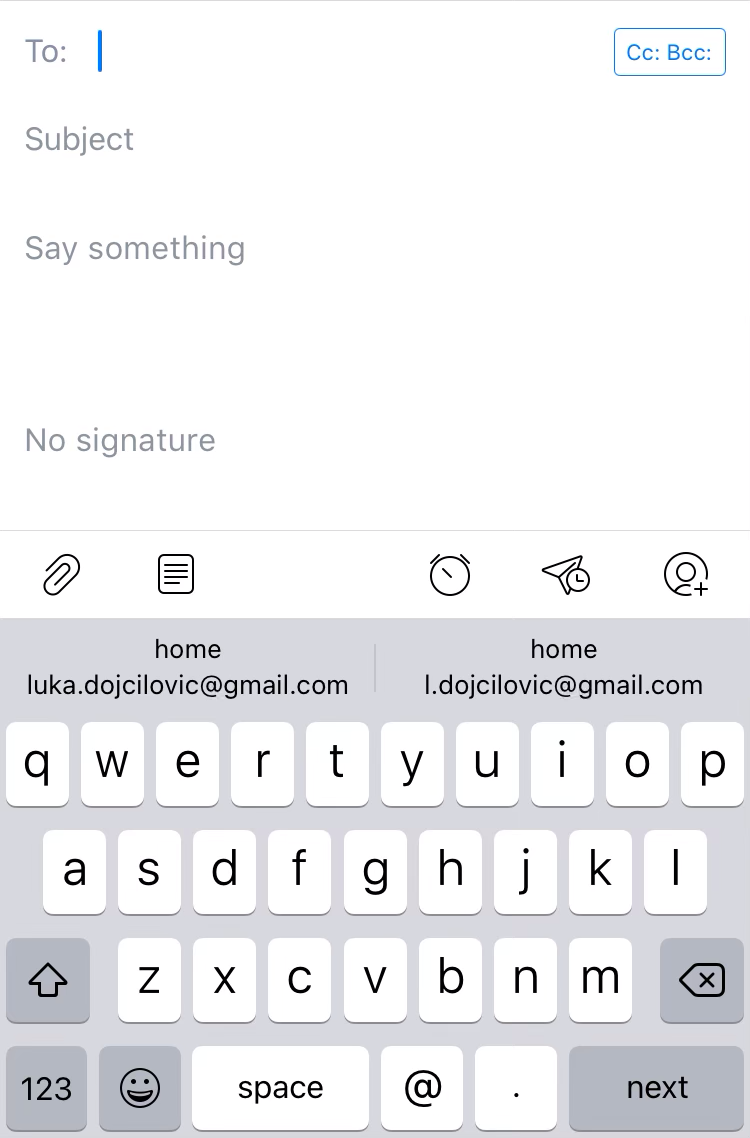 To:
Cc: Bcc:
Subject
Say something
No signature
home home
luka.dojcilovic@gmail.com l.dojcilovic@gmail.com
q w e r t y u i o p
a s d f g h j k l
z x c v b n m
123 space @ . next